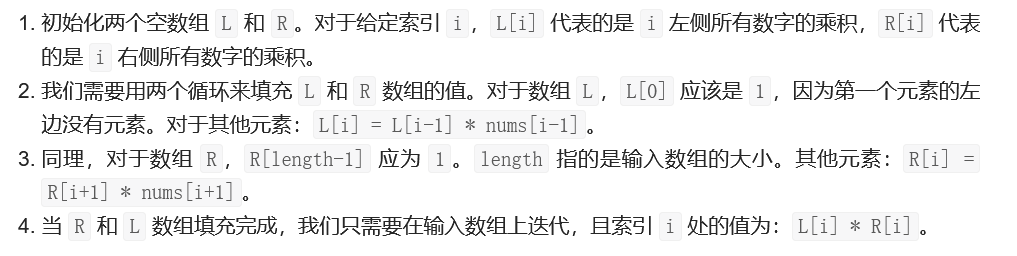 1. 初始化两个空数组 L 和 R。对于给定索引 i，L[i] 代表的是 i 左侧所有数字的乘积，R[i] 代表
的是 i 右侧所有数字的乘积。
2. 我们需要用两个循环来填充 L 和 R 数组的值。对于数组 L，L[0] 应该是 1，因为第一个元素的左
边没有元素。对于其他元素：L[i] = L[i-1] * nums[i-1]。
3. 同理，对于数组 R，R[length-1] 应为 1。length 指的是输入数组的大小。其他元素：R[i] =
R[i+1] * nums[i+1]。
4. 当 R 和 L 数组填充完成，我们只需要在输入数组上迭代，且索引 i 处的值为：L[i] * R[i]。